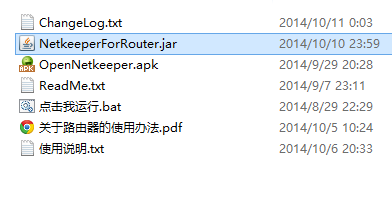 ChangeLog.txt 2014/10/11 0:03
NetkeeperForRouter.jar 2014/10/10 23:59
OpenNetkeeper.apk 2014/9/29 20:28
ReadMe.txt 2014/9/7 23:11
点击我运行.bat 2014/8/29 22:29
关于路由器的使用办法.pdf 2014/10/5 10:24
使用说明.txt 2014/10/6 20:33